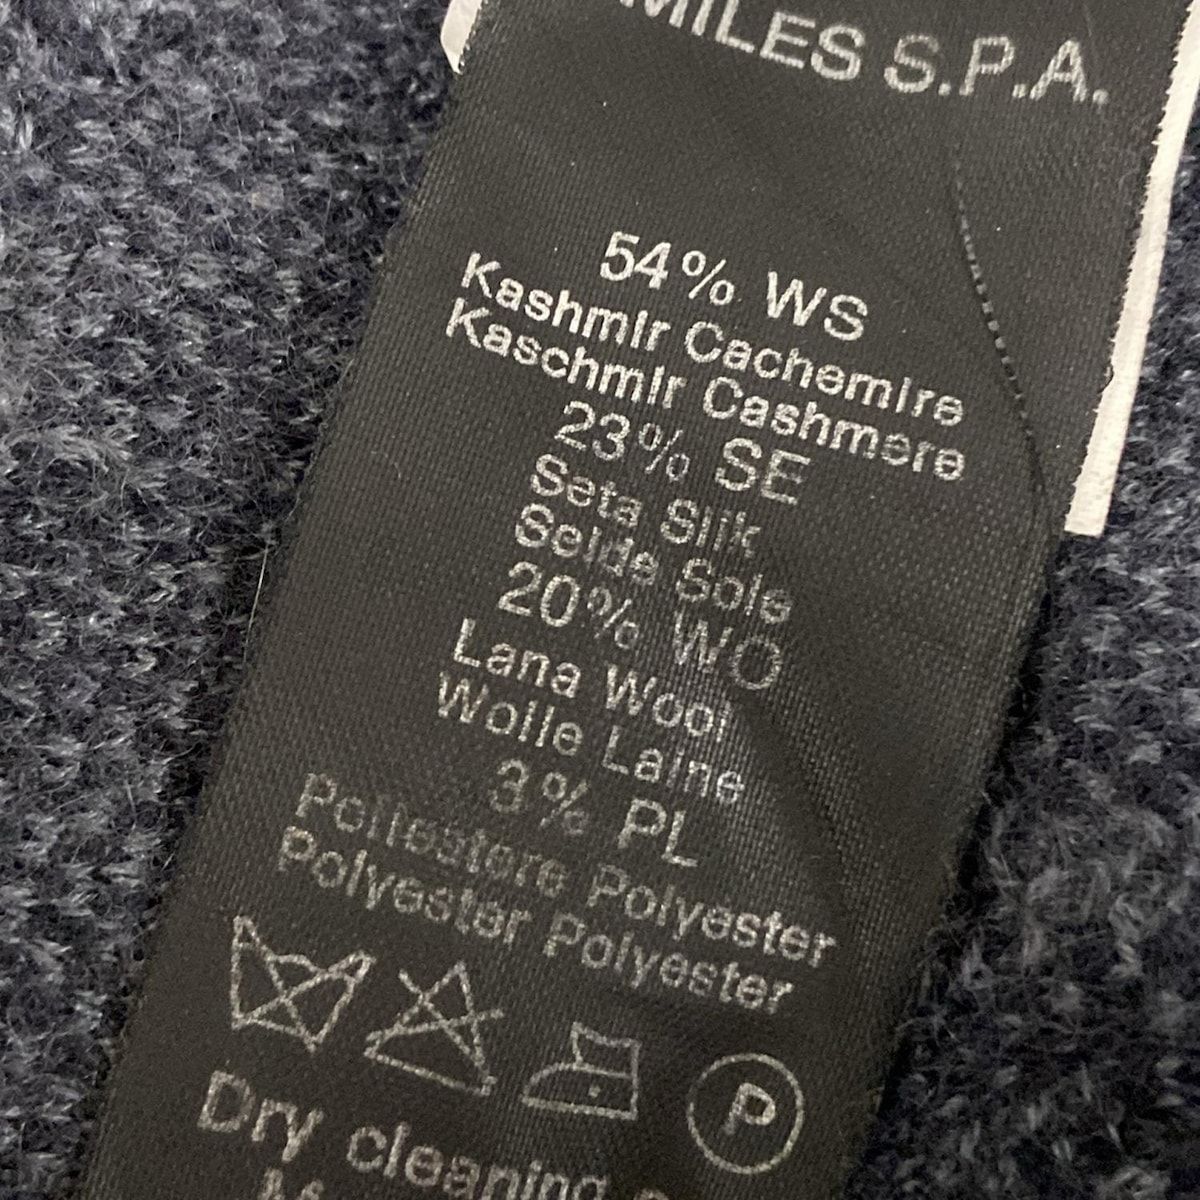 MILES S.P.A.
54% WS
Kashmir Cachemire
Kaschmir Cashmere
23% SE
Seta Silk
Seide Soie
20% WO
Lana Wool
Wolle Laine
3% PL
Poliestere Polyester
Polyester Polyester
P
Dry cleaning